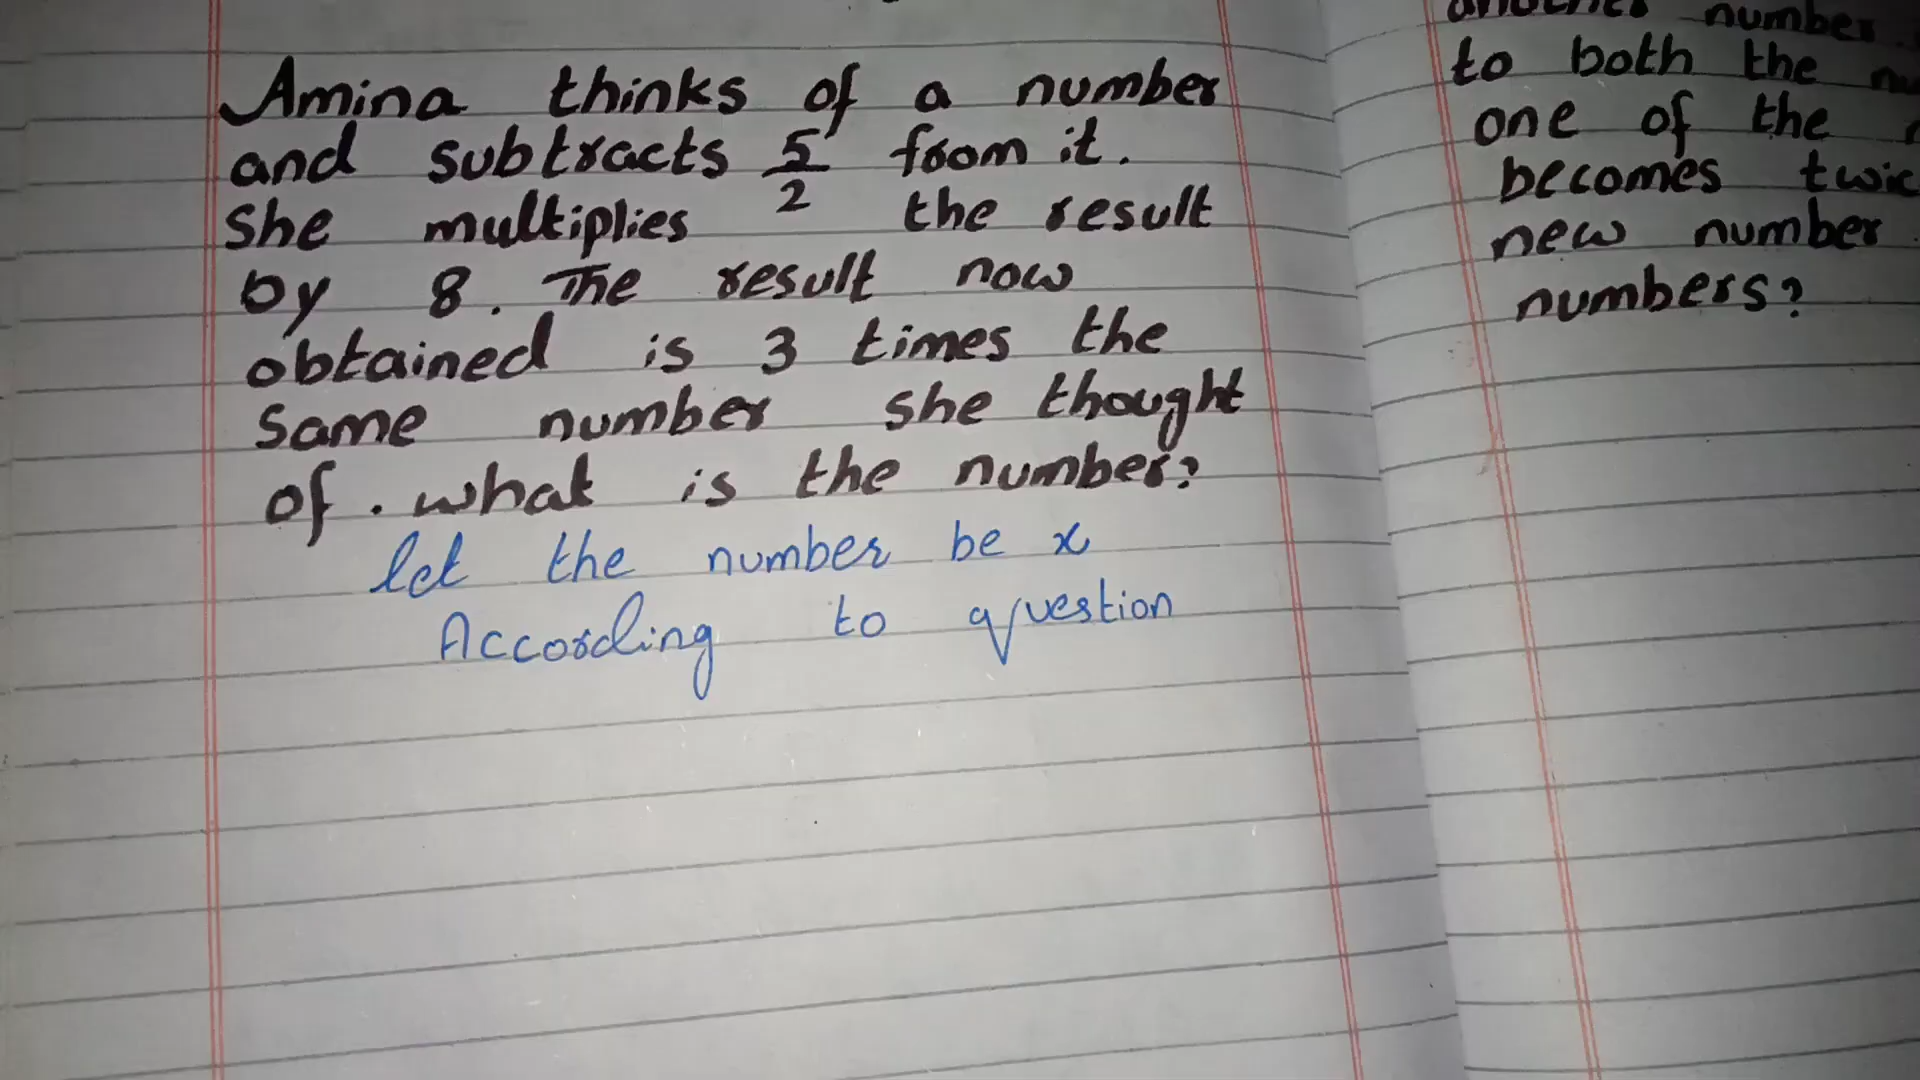 Amina thinks of a number
and subtracts 5/2 from it.
She multiplies the result
by 8. The result now
obtained is 3 times the
same number she thought
of. what is the number?
let the number be x
According to question
number.
to both the
one of the
becomes
new number
numbers?